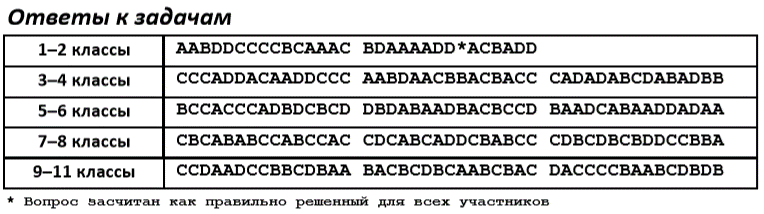 Ответы к задачам
1–2 классы AABDDCCCCBCAAAC BDAAAADD*ACBADD
3–4 классы CCCADDACAADDCCC AABDAACBBACBACC CADADABCDABADBB
5–6 классы BCCACCCADBDCBCD DBDABAADBACBCCD BAADCABAADDADAA
7–8 классы CBCABABCCABCCAC CDCABCADDCBABCC CDBCDBCBDDCCBBA
9–11 классы CCDAADCCBBCDBAA BACBCDBCAABCBAC DACCCCBAABCDBDB
* Вопрос засчитан как правильно решенный для всех участников